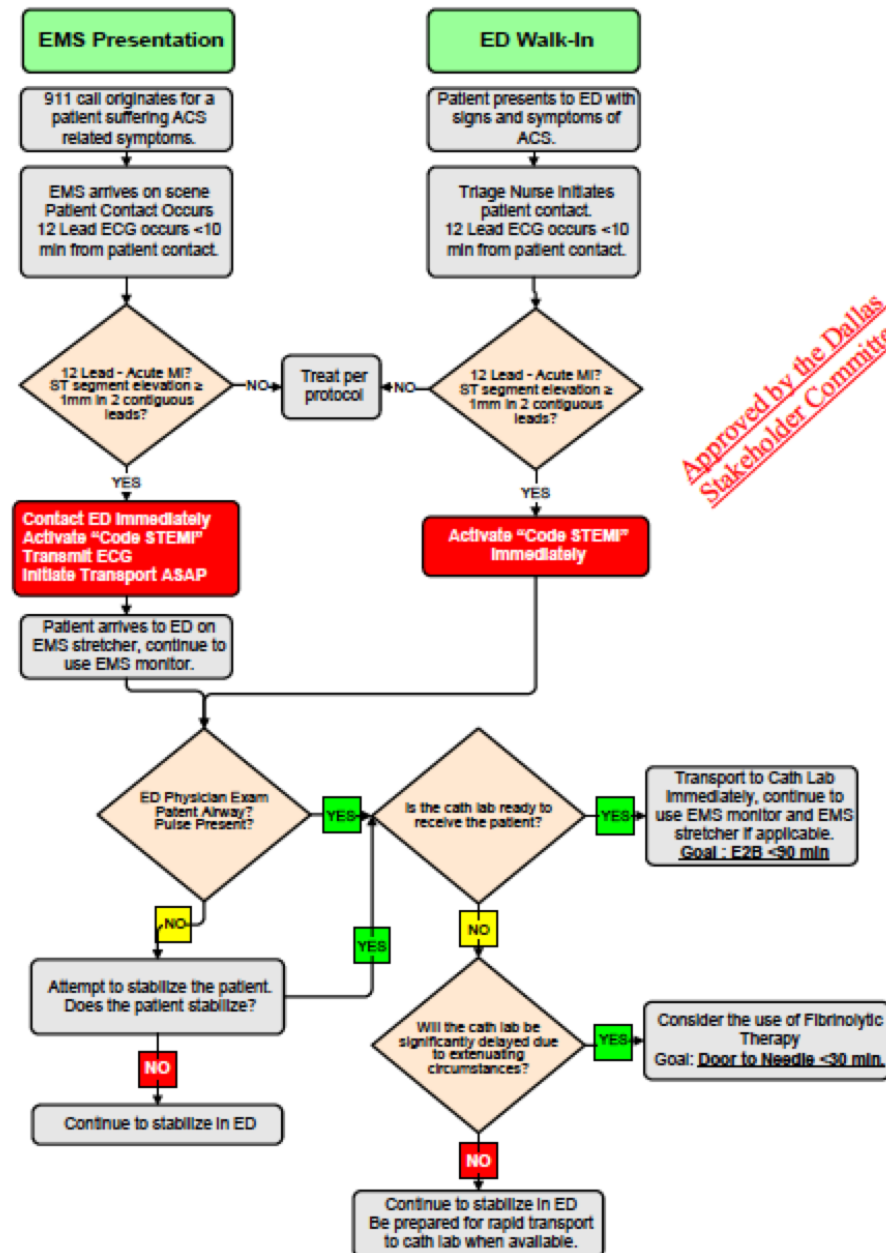 EMS Presentation
ED Walk-In
911 call originates for a
patient suffering ACS
related symptoms.
Patient presents to ED with
signs and symptoms of
ACS.
EMS arrives on scene
Patient Contact Occurs
12 Lead ECG occurs <10
min from patient contact.
Triage Nurse initiates
patient contact.
12 Lead ECG occurs <10
min from patient contact.
Approved by the Dallas
Stakeholder Committee
12 Lead - Acute MI?
ST segment elevation ≥
1mm in 2 contiguous
leads?
NO
Treat per
protocol
NO
12 Lead - Acute MI?
ST segment elevation ≥
1mm in 2 contiguous
leads?
YES
YES
Contact ED Immediately
Activate “Code STEMI”
Transmit ECG
Initiate Transport ASAP
Activate “Code STEMI”
Immediately
Patient arrives to ED on
EMS stretcher, continue to
use EMS monitor.
ED Physician Exam
Patent Airway?
Pulse Present?
YES
Is the cath lab ready to
receive the patient?
YES
Transport to Cath Lab
Immediately, continue to
use EMS monitor and EMS
stretcher if applicable.
Goal : E2B <90 min
NO
YES
NO
Attempt to stabilize the patient.
Does the patient stabilize?
Will the cath lab be
significantly delayed due
to extenuating
circumstances?
YES
Consider the use of Fibrinolytic
Therapy
Goal: Door to Needle <30 min.
NO
Continue to stabilize in ED
NO
Continue to stabilize in ED
Be prepared for rapid transport
to cath lab when available.